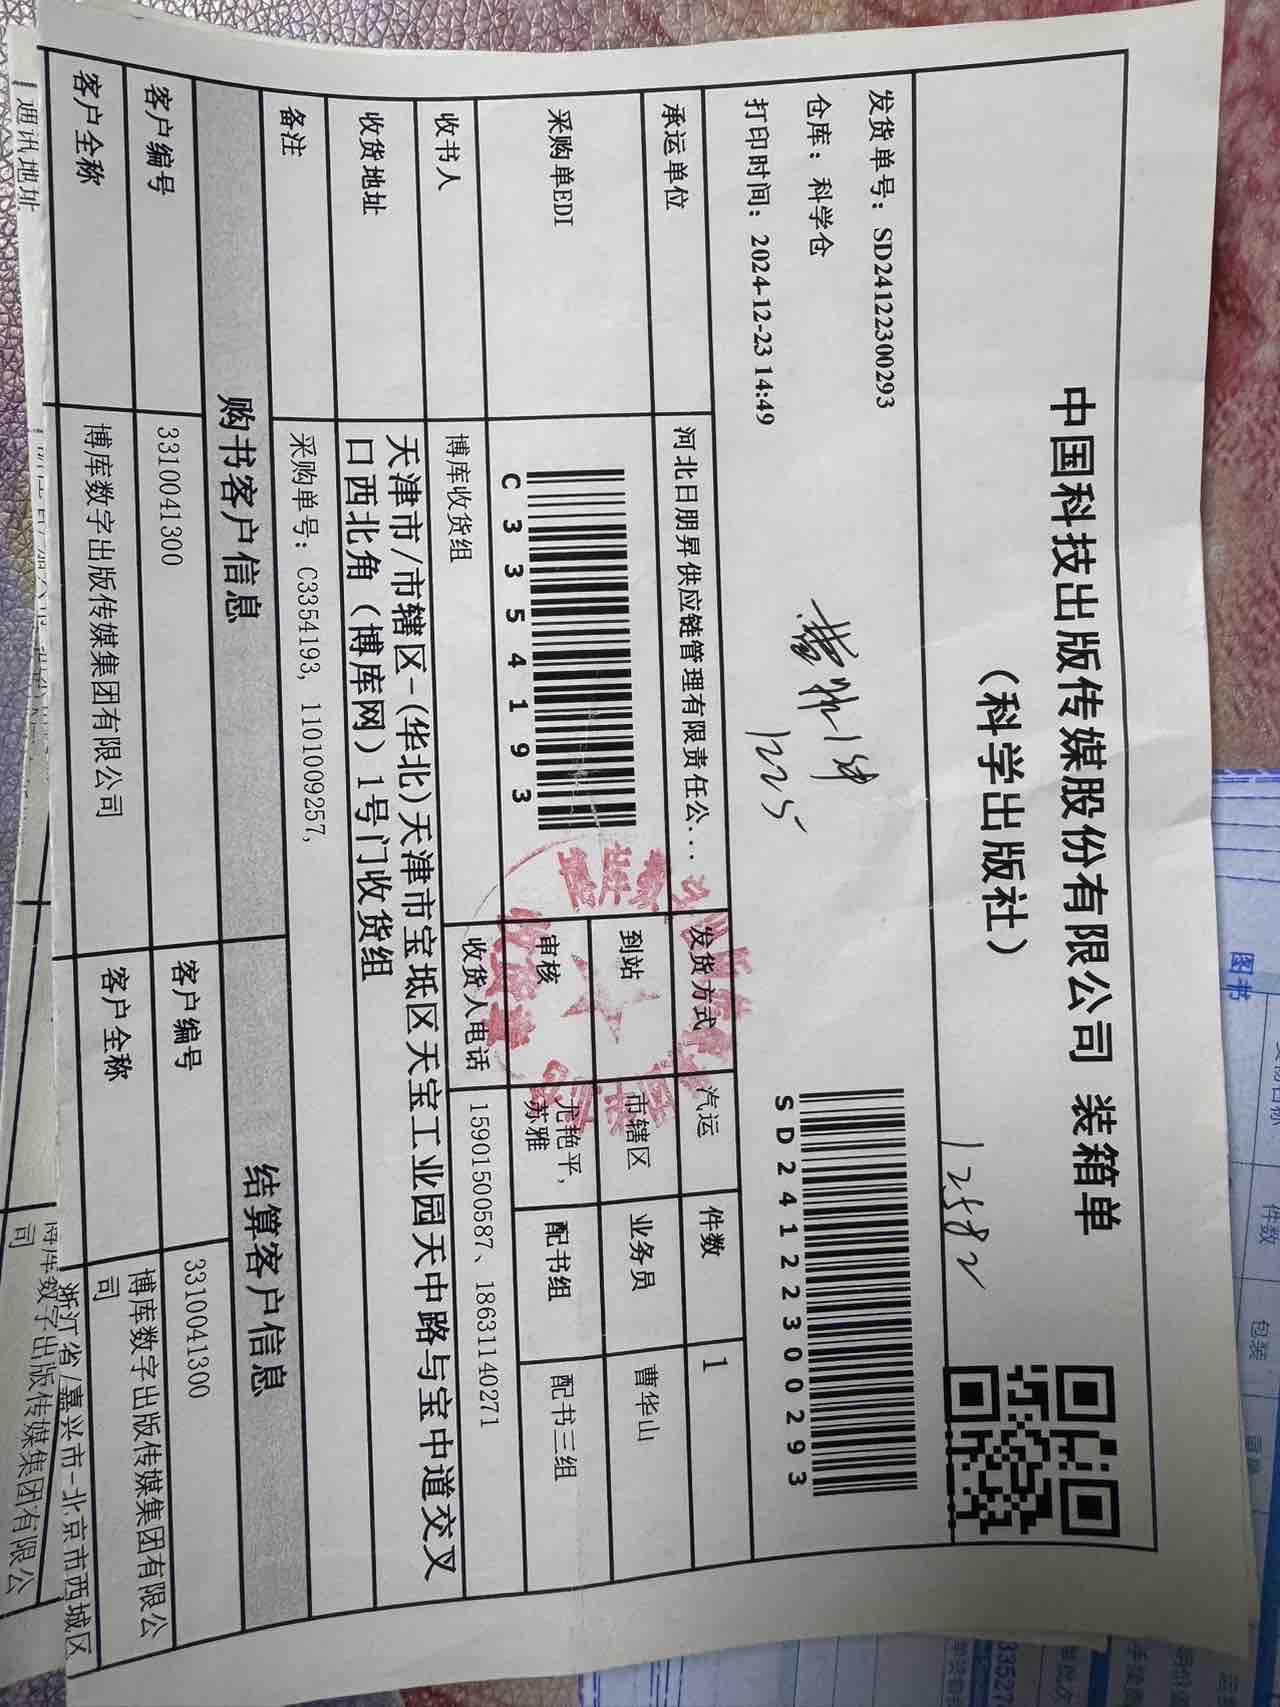 中国科技出版传媒股份有限公司 装箱单
（科学出版社）
12582
发货单号：SD24122300293
仓库：科学仓
打印时间：2024-12-23 14:49
1225
SD24122300293
承运单位 河北日朋昇供应链管理有限责任公... 发货方式 汽运 件数 1
采购单EDI C3354193 到站 市辖区 业务员 曹华山
审核 尤艳平, 苏雅 配书组 配书三组
收书人 博库收货组 收货人电话 15901500587、18631140271
收货地址 天津市/市辖区-(华北)天津市宝坻区天宝工业园天中路与宝中道交叉
口西北角（博库网）1号门收货组
备注 采购单号：C3354193, 1101009257,
购书客户信息 结算客户信息
客户编号 3310041300 客户编号 3310041300
客户全称 博库数字出版传媒集团有限公司 客户全称 博库数字出版传媒集团有限公
司
通讯地址 浙江省/嘉兴市-北京市西城区
博库数字出版传媒集团有限公
司
图书
件数
包装